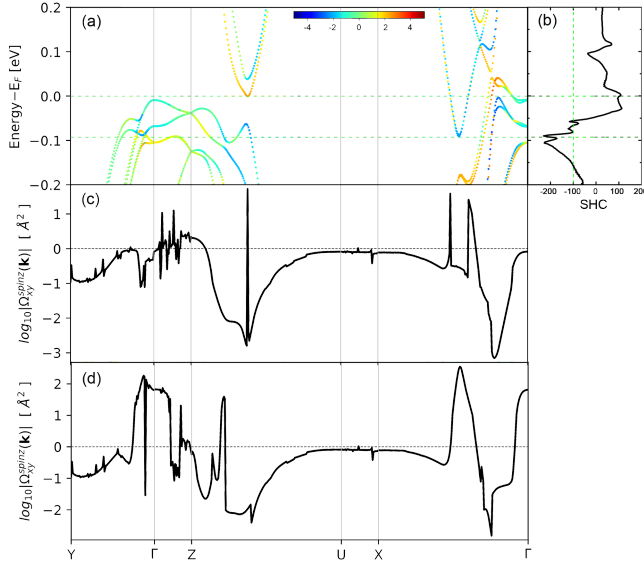 (a)
−4 −2 0 2 4
Energy−E_F [eV]
0.2
0.1
0.0
−0.1
−0.2
(b)
-200 -100 0 100 200
SHC
(c)
log₁₀|Ω_xy^spinz(k)| [ Å² ]
1
0
−1
−2
−3
(d)
log₁₀|Ω_xy^spinz(k)| [ Å² ]
2
1
0
−1
−2
Y Γ Z U X Γ